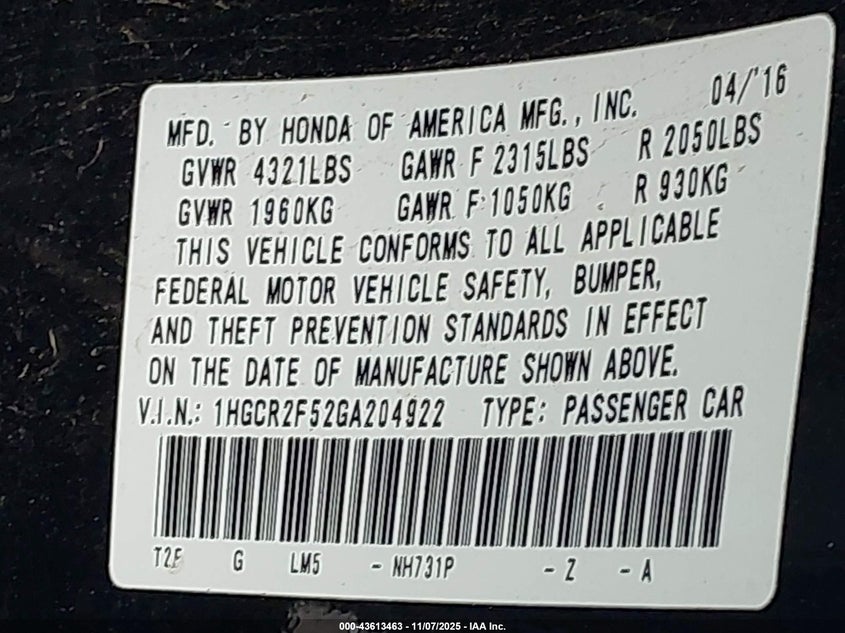 MFD. BY HONDA OF AMERICA MFG., INC. 04/'16
GVWR 4321LBS GAWR F 2315LBS R 2050LBS
GVWR 1960KG GAWR F 1050KG R 930KG
THIS VEHICLE CONFORMS TO ALL APPLICABLE
FEDERAL MOTOR VEHICLE SAFETY, BUMPER,
AND THEFT PREVENTION STANDARDS IN EFFECT
ON THE DATE OF MANUFACTURE SHOWN ABOVE.
V.I.N.: 1HGCR2F52GA204922 TYPE: PASSENGER CAR
G LM5 - NH731P - Z - A
000-43613463 - 11/07/2025 - IAA Inc.